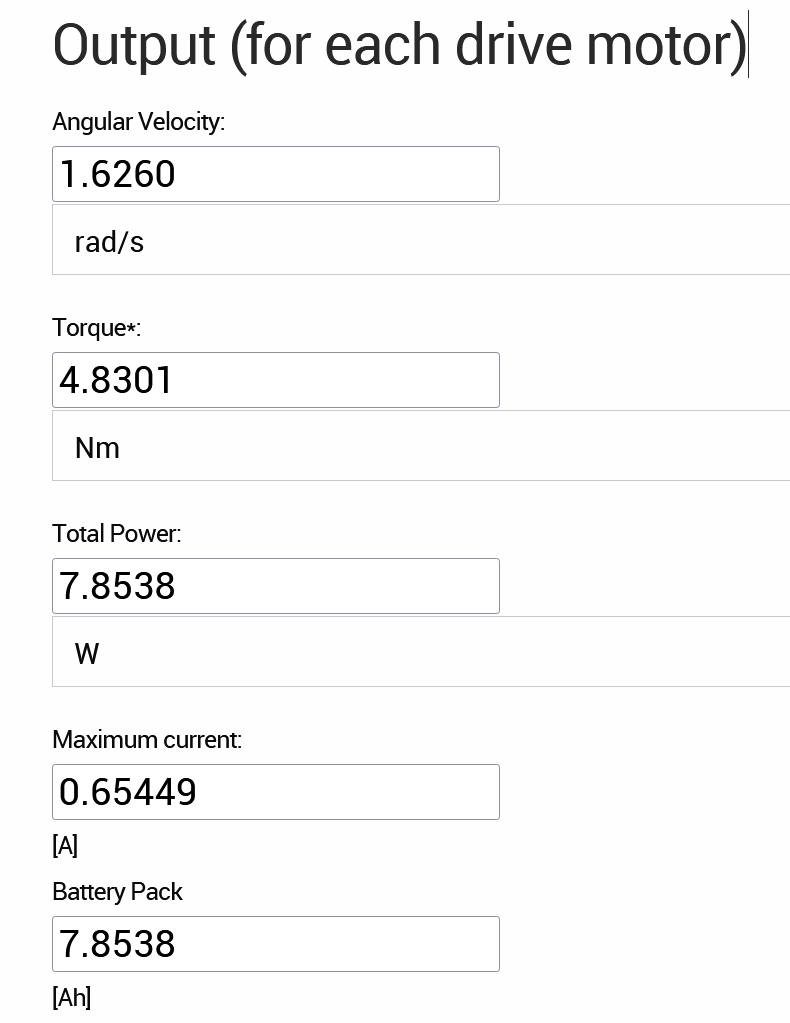 Output (for each drive motor)
Angular Velocity:
1.6260
rad/s
Torque*:
4.8301
Nm
Total Power:
7.8538
W
Maximum current:
0.65449
[A]
Battery Pack
7.8538
[Ah]